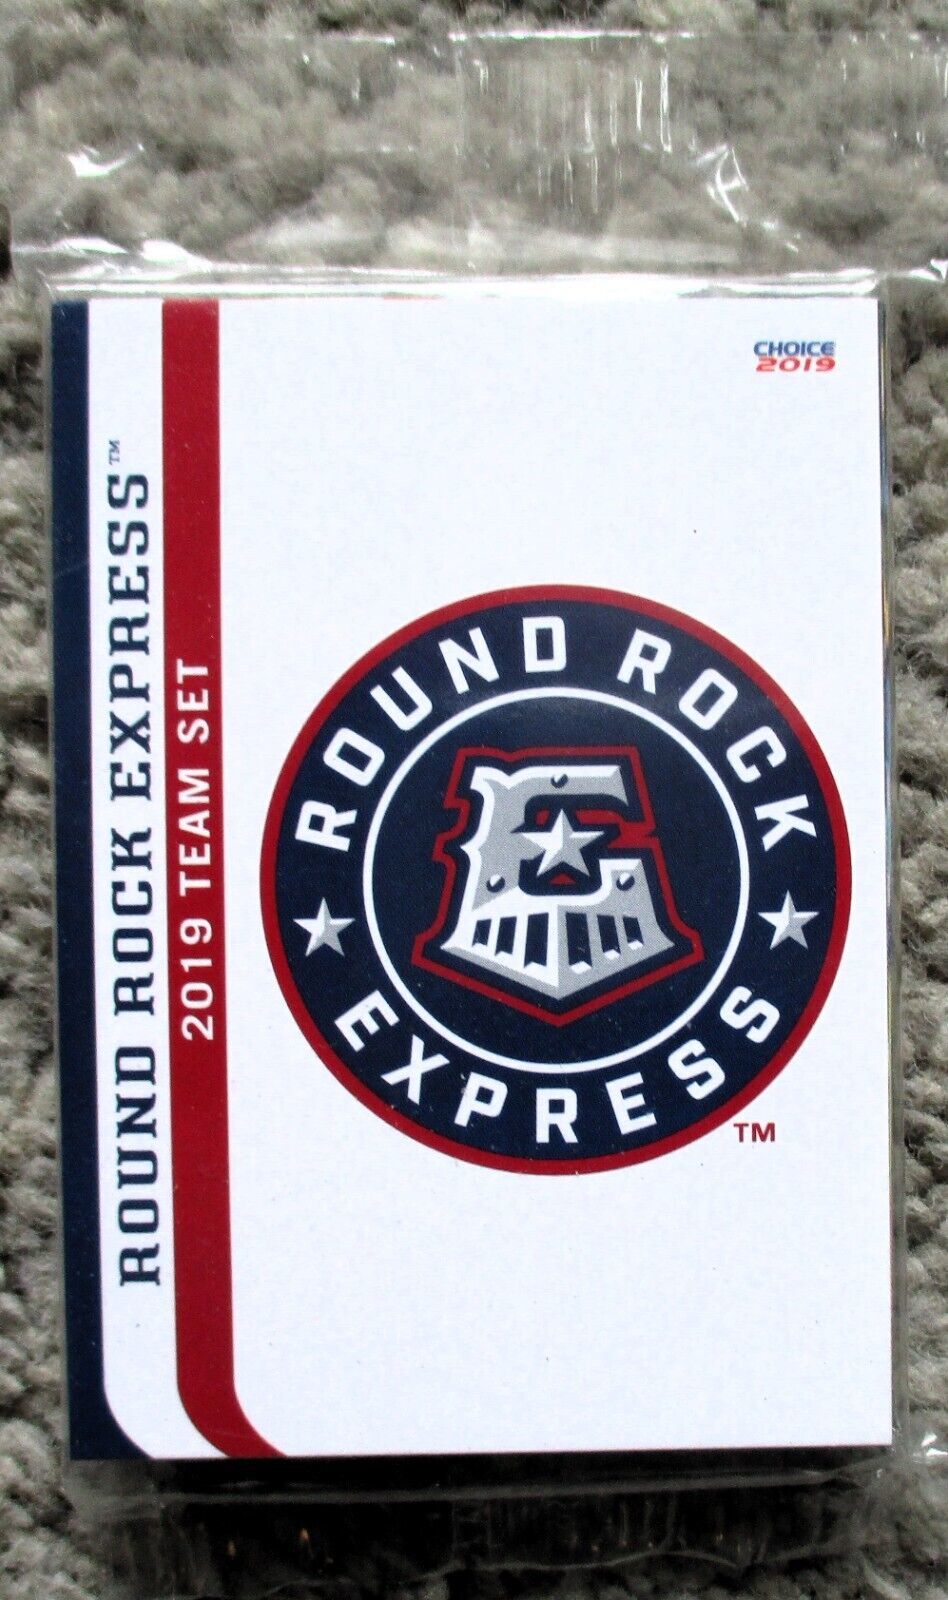 CHOICE
2019
ROUND ROCK EXPRESS™
2019 TEAM SET
ROUND ROCK
E
EXPRESS
TM